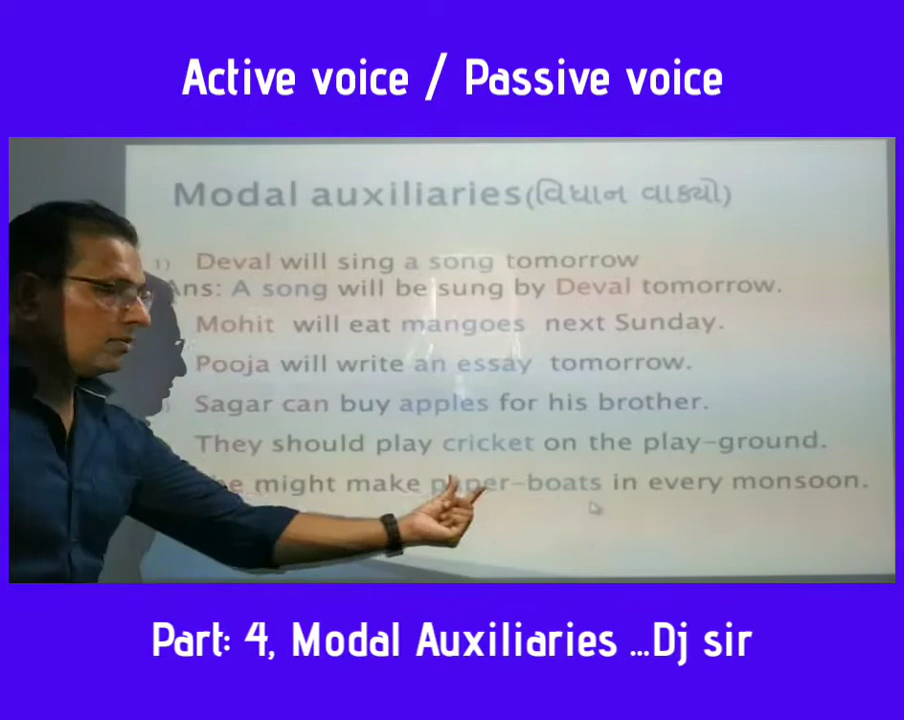 Active voice / Passive voice
Modal auxiliaries(વિધાન વાક્યો)
1) Deval will sing a song tomorrow
Ans: A song will be sung by Deval tomorrow.
Mohit will eat mangoes next Sunday.
Pooja will write an essay tomorrow.
Sagar can buy apples for his brother.
They should play cricket on the play-ground.
might make paper-boats in every monsoon.
Part: 4, Modal Auxiliaries ...Dj sir